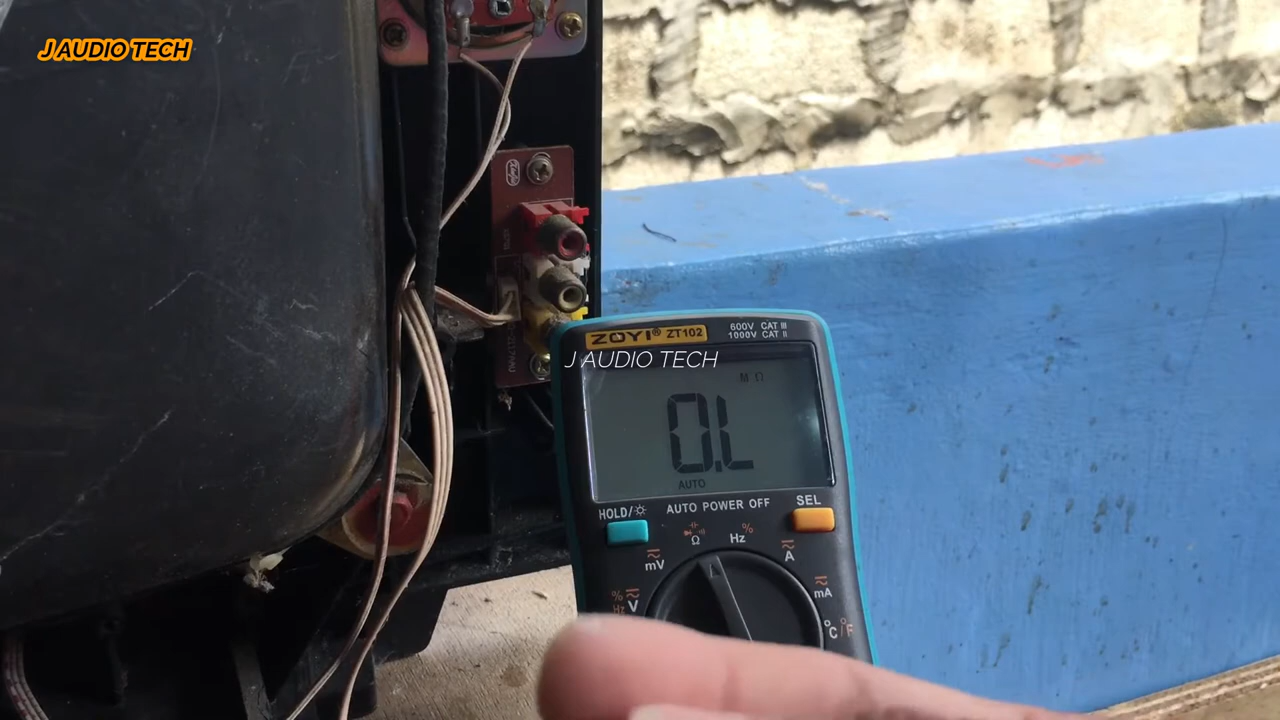 J AUDIO TECH
ZOYI® ZT102
600V CAT III
1000V CAT II
J AUDIO TECH
M Ω
0.L
AUTO
HOLD/
AUTO POWER OFF
SEL
Ω
Hz %
mV
A
% Hz V
mA
°C/°F